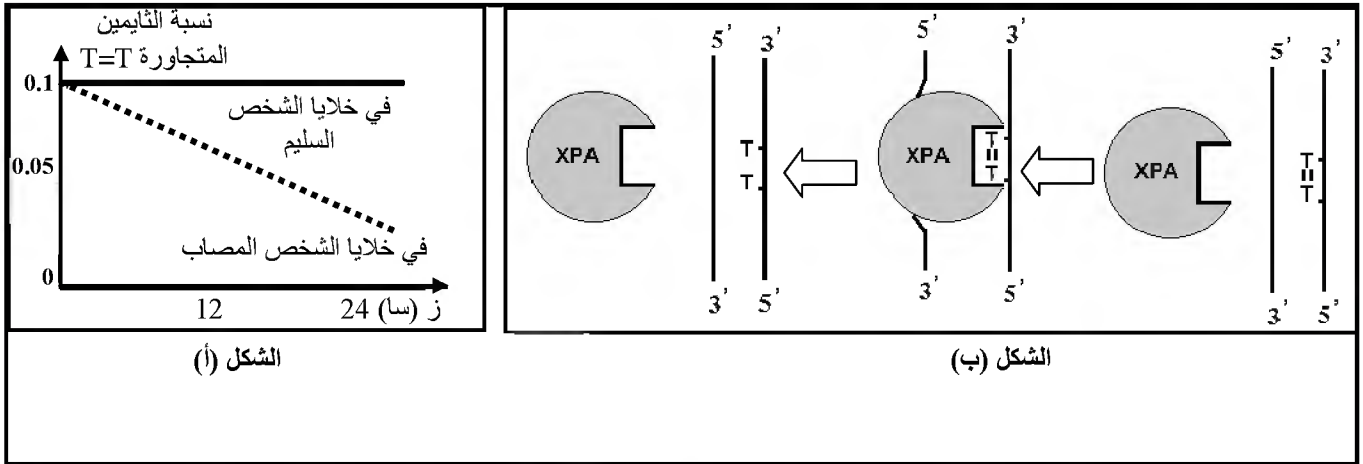 نسبة الثايمين
المتجاورة T=T
0.1
في خلايا الشخص
السليم
0.05
في خلايا الشخص المصاب
0
12
24
ز (سا)
الشكل (أ)
5’
3’
XPA
T
T
3’
5’
5’
3’
XPA
T=T
3’
5’
5’
3’
XPA
T=T
3’
5’
الشكل (ب)